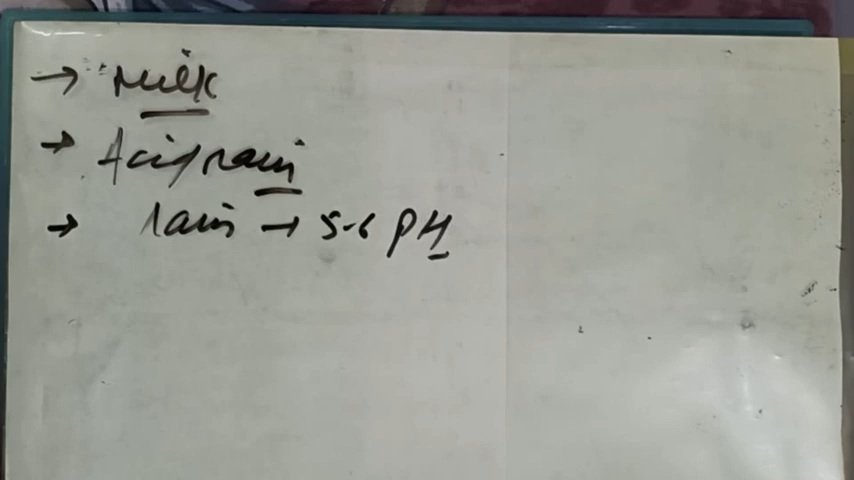 → Milk
→ Acid rain
→ rain → 5-6 PH